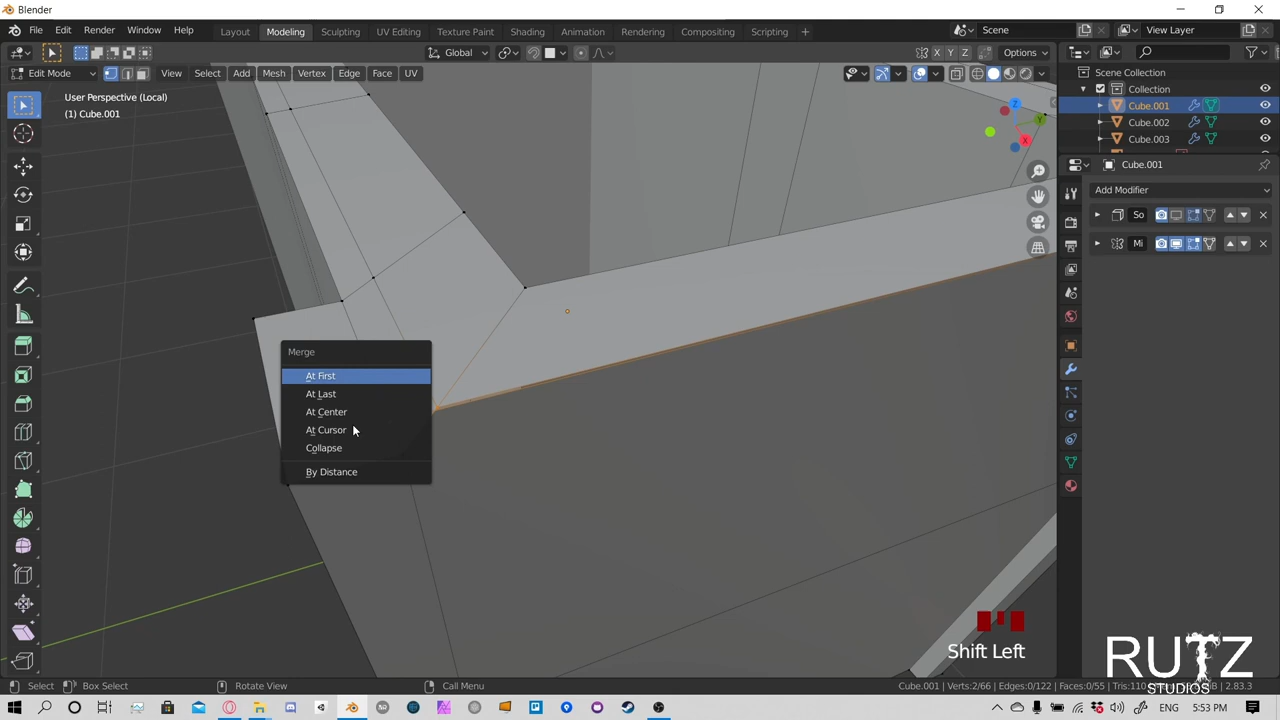 Blender
File Edit Render Window Help Layout Modeling Sculpting UV Editing Texture Paint Shading Animation Rendering Compositing Scripting + Scene View Layer
Global X Y Z Options
Edit Mode View Select Add Mesh Vertex Edge Face UV
Scene Collection
Collection
Cube.001
Cube.002
Cube.003
User Perspective (Local)
(1) Cube.001
Z
Y
X
Cube.001
Add Modifier
So
Mi
Merge
At First
At Last
At Center
At Cursor
Collapse
By Distance
Shift Left
RUTZ
STUDIOS
Select Box Select Rotate View Call Menu Cube.001 | Verts:2/66 | Edges:0/122 | Faces:0/55 | Tris:110
2.83.3
ENG 5:53 PM